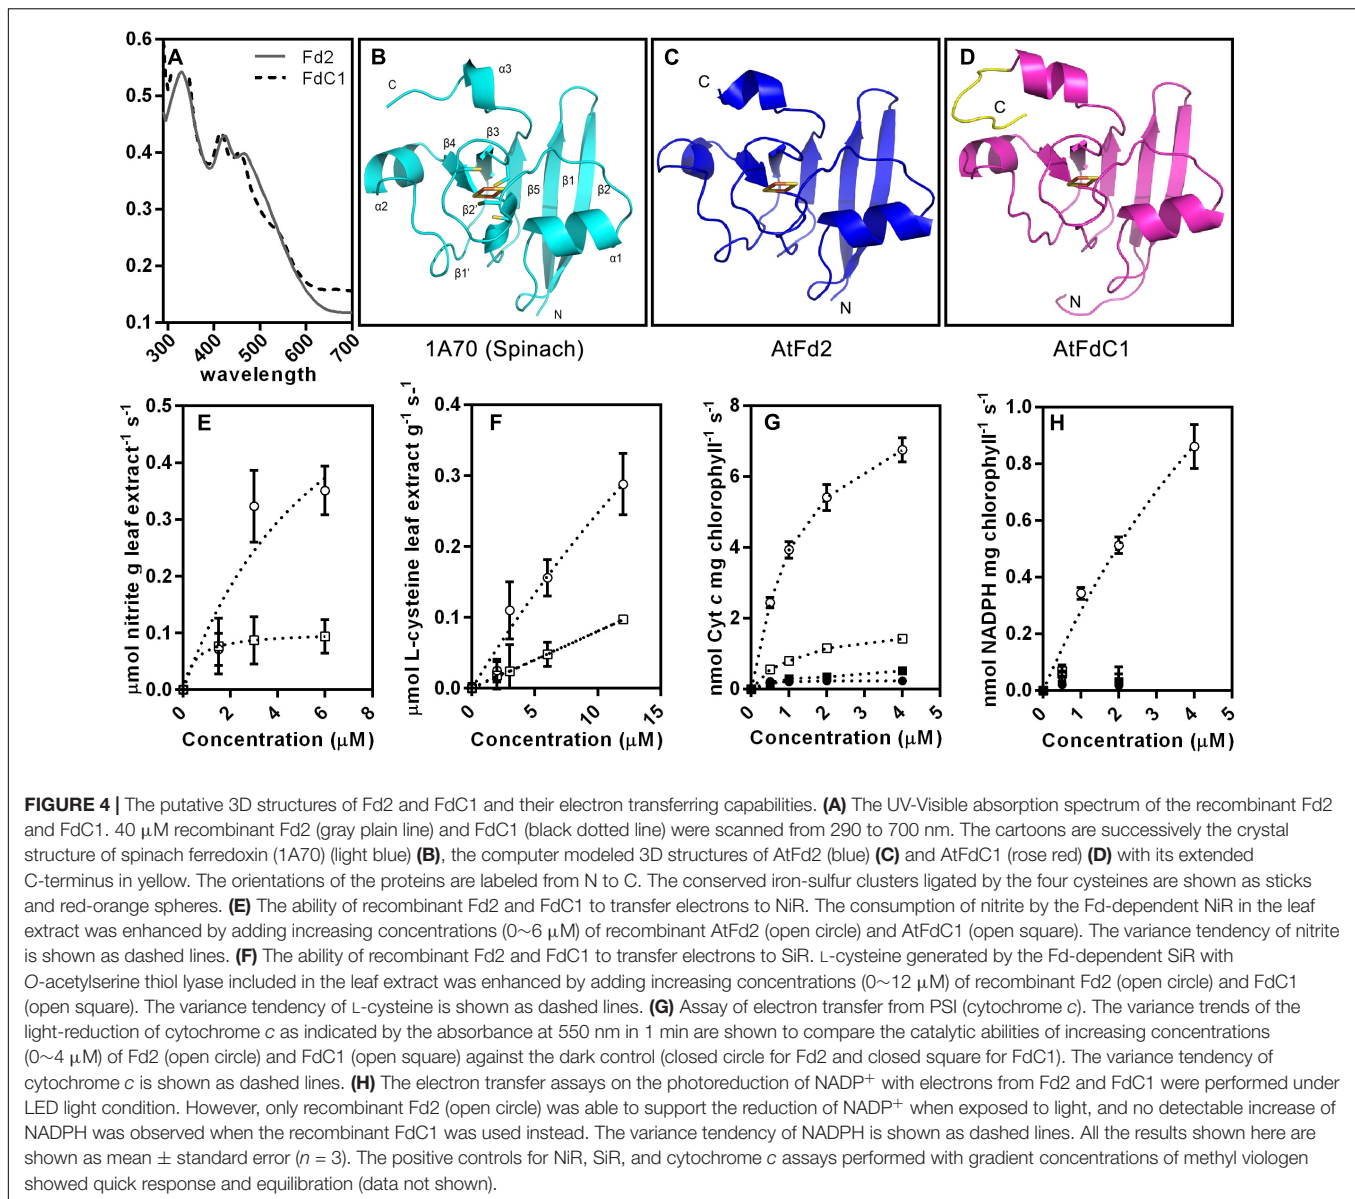 A
Fd2
FdC1
0.6
0.5
0.4
0.3
0.2
0.1
300
400
500
600
700
wavelength
B
C
α3
β3
β4
β5
β1
β2
β2'
α2
β1'
α1
N
1A70 (Spinach)
C
C
N
AtFd2
D
C
N
AtFdC1
E
μmol nitrite g leaf extract⁻¹ s⁻¹
0.5
0.4
0.3
0.2
0.1
0.0
0
2
4
6
8
Concentration (μM)
F
μmol L-cysteine leaf extract g⁻¹ s-¹
0.4
0.3
0.2
0.1
0.0
0
5
10
15
Concentration (μM)
G
nmol Cyt c mg chlorophyll⁻¹ s⁻¹
8
6
4
2
0
0
1
2
3
4
5
Concentration (μM)
H
nmol NADPH mg chlorophyll⁻¹ s⁻¹
1.0
0.8
0.6
0.4
0.2
0.0
0
1
2
3
4
5
Concentration (μM)
FIGURE 4 | The putative 3D structures of Fd2 and FdC1 and their electron transferring capabilities. (A) The UV-Visible absorption spectrum of the recombinant Fd2
and FdC1. 40 μM recombinant Fd2 (gray plain line) and FdC1 (black dotted line) were scanned from 290 to 700 nm. The cartoons are successively the crystal
structure of spinach ferredoxin (1A70) (light blue) (B), the computer modeled 3D structures of AtFd2 (blue) (C) and AtFdC1 (rose red) (D) with its extended
C-terminus in yellow. The orientations of the proteins are labeled from N to C. The conserved iron-sulfur clusters ligated by the four cysteines are shown as sticks
and red-orange spheres. (E) The ability of recombinant Fd2 and FdC1 to transfer electrons to NiR. The consumption of nitrite by the Fd-dependent NiR in the leaf
extract was enhanced by adding increasing concentrations (0~6 μM) of recombinant AtFd2 (open circle) and AtFdC1 (open square). The variance tendency of nitrite
is shown as dashed lines. (F) The ability of recombinant Fd2 and FdC1 to transfer electrons to SiR. L-cysteine generated by the Fd-dependent SiR with
O-acetylserine thiol lyase included in the leaf extract was enhanced by adding increasing concentrations (0~12 μM) of recombinant Fd2 (open circle) and FdC1
(open square). The variance tendency of L-cysteine is shown as dashed lines. (G) Assay of electron transfer from PSI (cytochrome c). The variance trends of the
light-reduction of cytochrome c as indicated by the absorbance at 550 nm in 1 min are shown to compare the catalytic abilities of increasing concentrations
(0~4 μM) of Fd2 (open circle) and FdC1 (open square) against the dark control (closed circle for Fd2 and closed square for FdC1). The variance tendency of
cytochrome c is shown as dashed lines. (H) The electron transfer assays on the photoreduction of NADP⁺ with electrons from Fd2 and FdC1 were performed under
LED light condition. However, only recombinant Fd2 (open circle) was able to support the reduction of NADP⁺ when exposed to light, and no detectable increase of
NADPH was observed when the recombinant FdC1 was used instead. The variance tendency of NADPH is shown as dashed lines. All the results shown here are
shown as mean ± standard error (n = 3). The positive controls for NiR, SiR, and cytochrome c assays performed with gradient concentrations of methyl viologen
showed quick response and equilibration (data not shown).